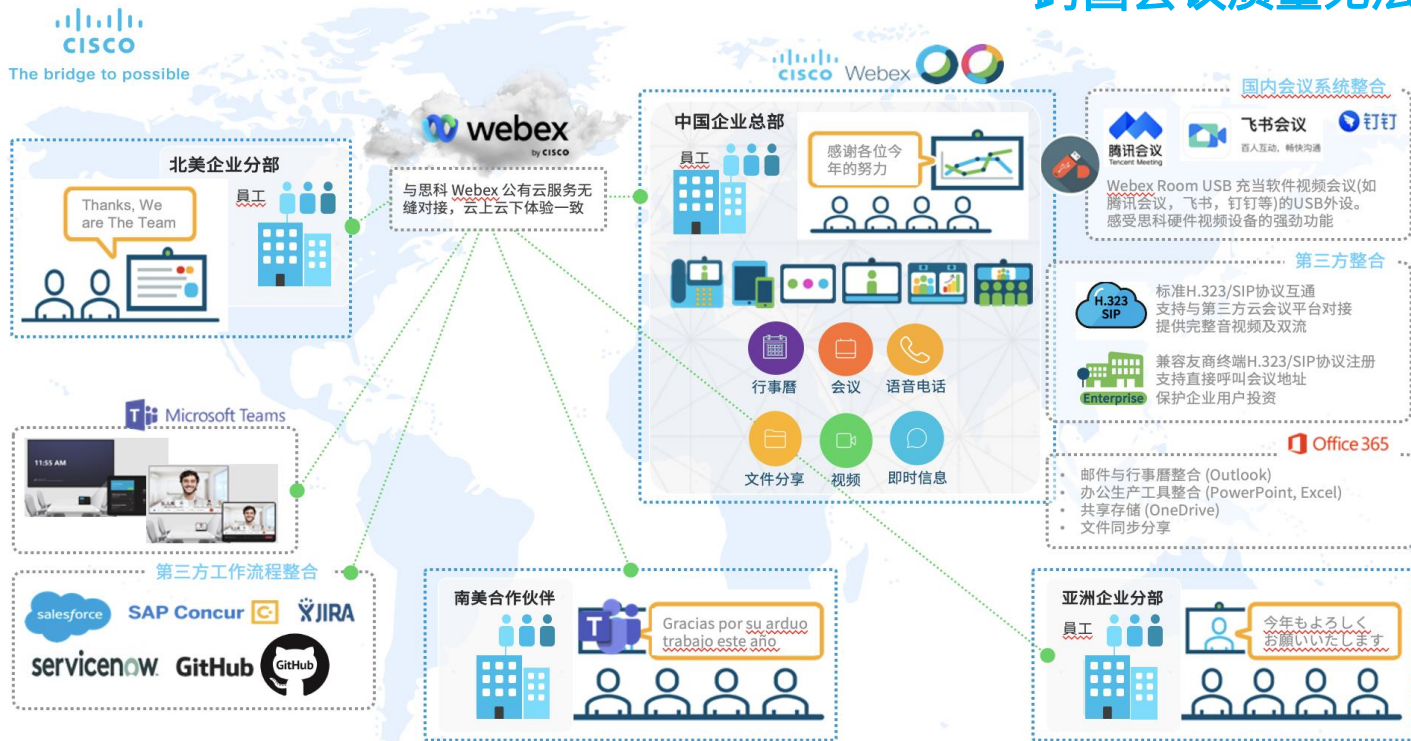 跨国会议质量无法
CISCO
The bridge to possible
CISCO Webex
webex
by CISCO
与思科 Webex 公有云服务无
缝对接，云上云下体验一致
北美企业分部
Thanks, We
are The Team
員工
中国企业总部
員工
感谢各位今
年的努力
行事曆
会议
语音电话
文件分享
视频
即时信息
国内会议系统整合
腾讯会议
Tencent Meeting
飞书会议
百人互动、畅快沟通
钉钉
Webex Room USB 充当软件视频会议(如
腾讯会议，飞书，钉钉等)的USB外设。
感受思科硬件视频设备的强劲功能
第三方整合
H.323
SIP
标准H.323/SIP协议互通
支持与第三方云会议平台对接
提供完整音视频及双流
Enterprise
兼容友商终端H.323/SIP协议注册
支持直接呼叫会议地址
保护企业用户投资
Office 365
• 邮件与行事曆整合 (Outlook)
• 办公生产工具整合 (PowerPoint, Excel)
• 共享存储 (OneDrive)
• 文件同步分享
T Microsoft Teams
11:55 AM
第三方工作流程整合
salesforce
SAP Concur C
JIRA
servicenow
GitHub
GitHub
南美合作伙伴
T
Gracias por su arduo
trabajo este año
亚洲企业分部
員工
今年もよろしく
お願いいたします